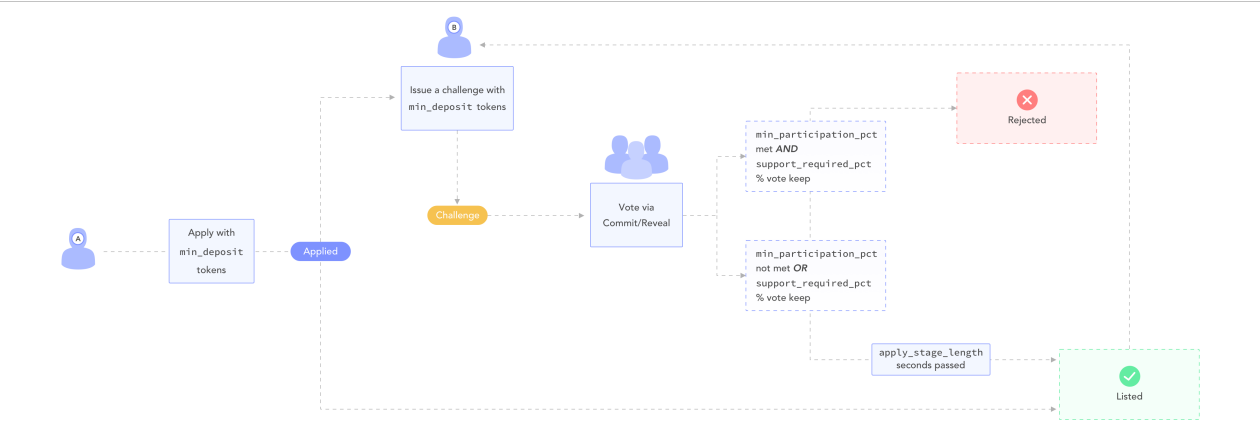 B
Issue a challenge with
min_deposit tokens
Rejected
min_participation_pct
met AND
support_required_pct
% vote keep
Vote via
Commit/Reveal
Challenge
A
Apply with
min_deposit
tokens
Applied
min_participation_pct
not met OR
support_required_pct
% vote keep
apply_stage_length
seconds passed
Listed